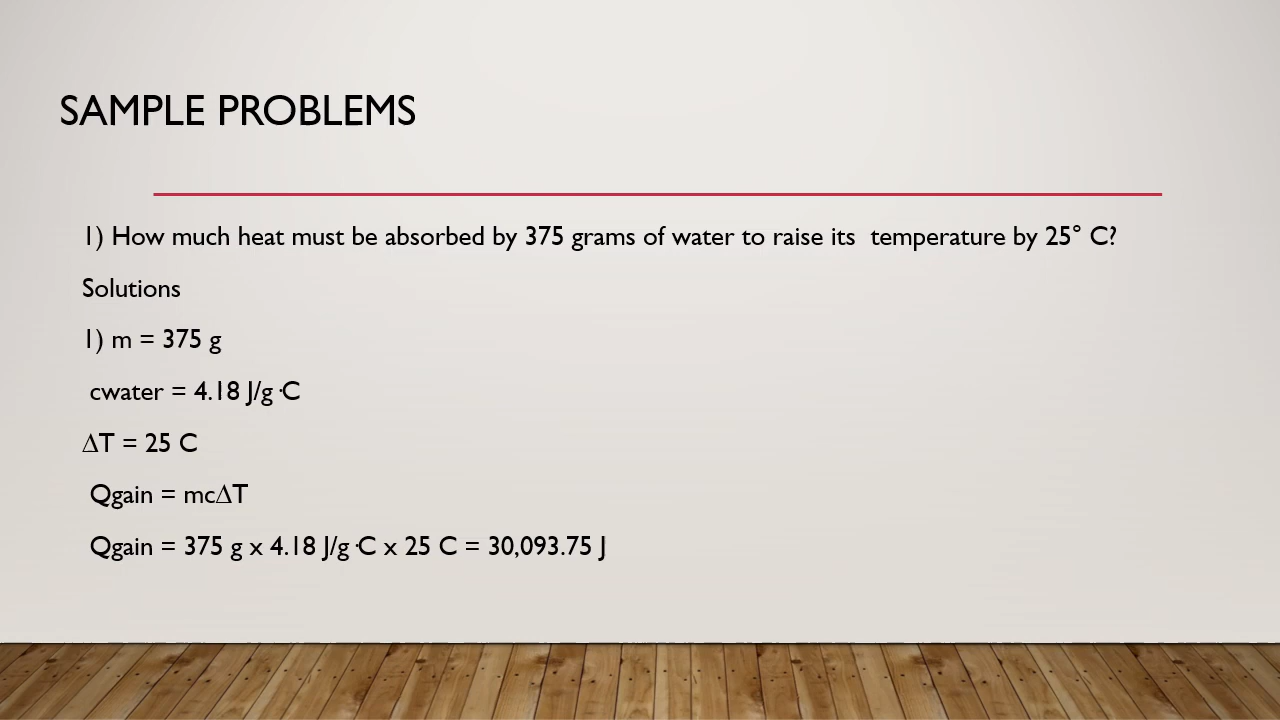 SAMPLE PROBLEMS
1) How much heat must be absorbed by 375 grams of water to raise its  temperature by 25° C?
Solutions
1) m = 375 g
cwater = 4.18 J/g·C
∆T = 25 C
Qgain = mc∆T
Qgain = 375 g x 4.18 J/g·C x 25 C = 30,093.75 J